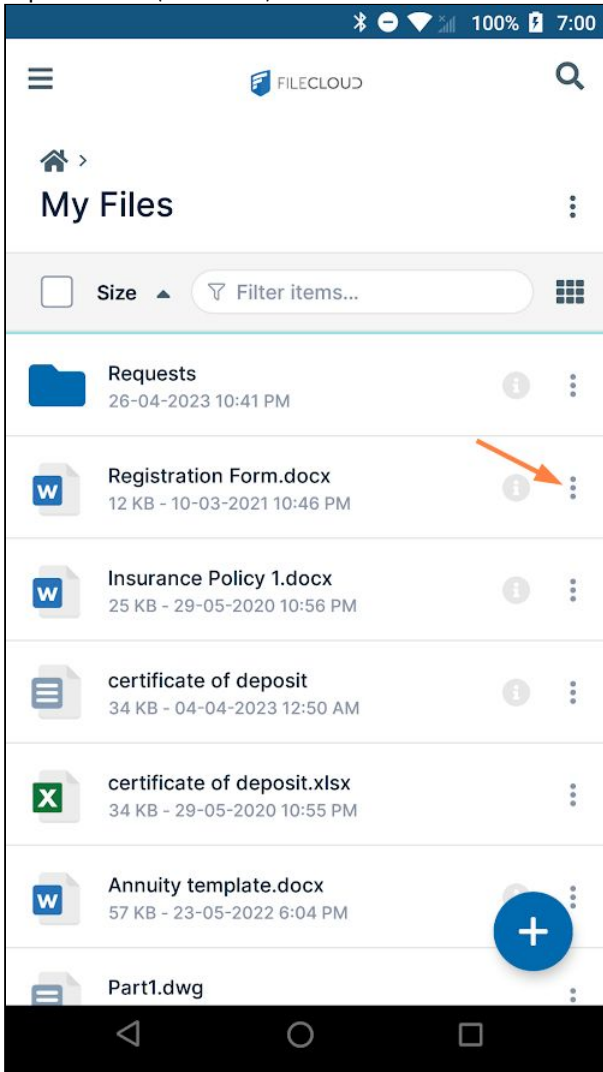 100% 7:00
FILECLOUD
My Files
Size Filter items...
Requests
26-04-2023 10:41 PM
Registration Form.docx
12 KB - 10-03-2021 10:46 PM
Insurance Policy 1.docx
25 KB - 29-05-2020 10:56 PM
certificate of deposit
34 KB - 04-04-2023 12:50 AM
certificate of deposit.xlsx
34 KB - 29-05-2020 10:55 PM
Annuity template.docx
57 KB - 23-05-2022 6:04 PM
Part1.dwg